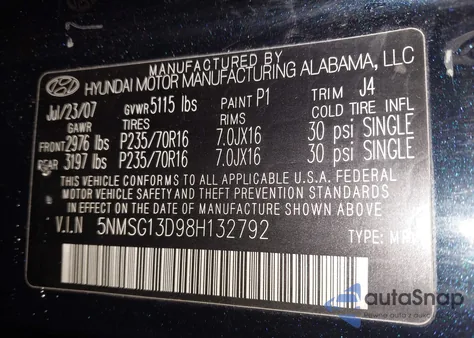 MANUFACTURED BY
HYUNDAI MOTOR MANUFACTURING ALABAMA, LLC
Jul/23/07 GVWR 5115 lbs PAINT P1 TRIM J4
GAWR TIRES RIMS COLD TIRE INFL
FRONT 2976 lbs P235/70R16 7.0JX16 30 psi SINGLE
REAR 3197 lbs P235/70R16 7.0JX16 30 psi SINGLE
THIS VEHICLE CONFORMS TO ALL APPLICABLE U.S.A. FEDERAL
MOTOR VEHICLE SAFETY AND THEFT PREVENTION STANDARDS
IN EFFECT ON THE DATE OF MANUFACTURE SHOWN ABOVE.
V.I.N 5NMSG13D98H132792 TYPE:
autoSnap